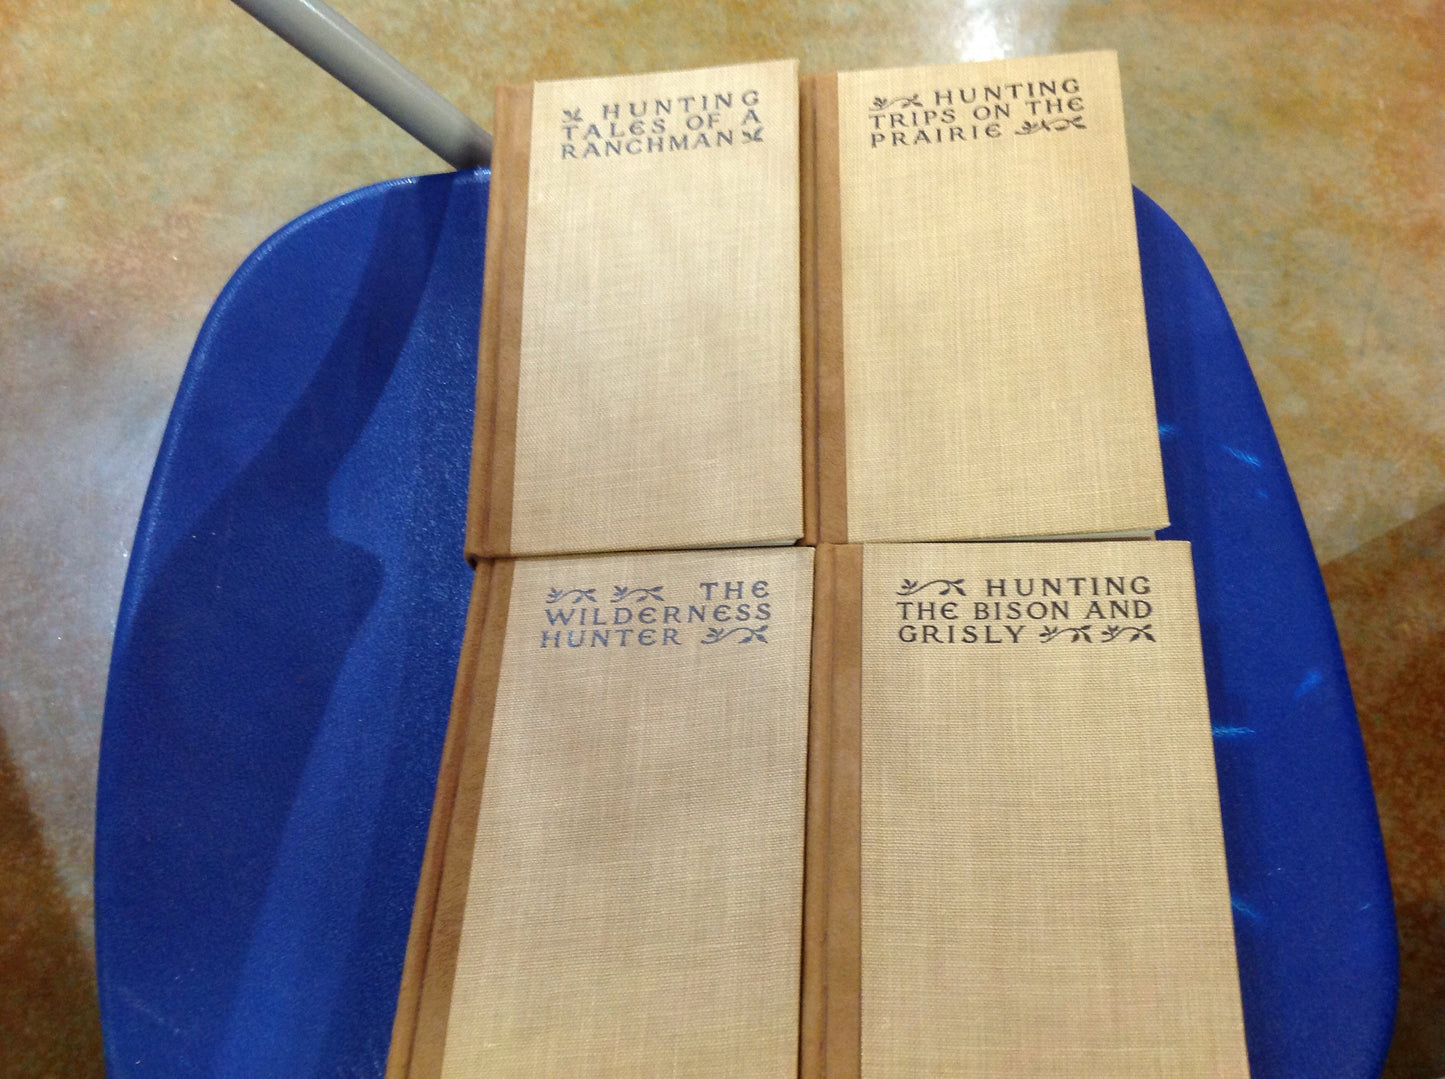 HUNTING
TALES OF A
RANCHMAN
HUNTING
TRIPS ON THE
PRAIRIE
THE
WILDERNESS
HUNTER
HUNTING
THE BISON AND
GRISLY